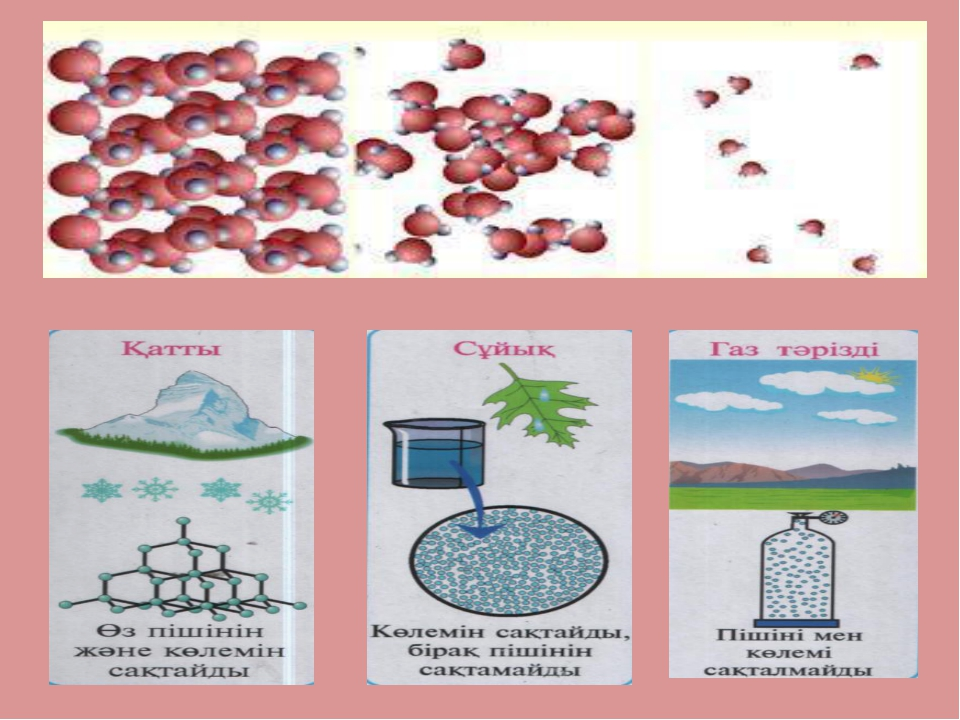 Қатты
Өз пішінін
және көлемін
сақтайды
Сұйық
Көлемін сақтайды,
бірақ пішінін
сақтамайды
Газ тәрізді
Пішіні мен
көлемі
сақталмайды